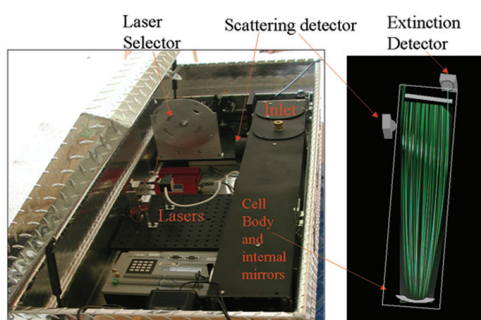 Laser
Selector
Scattering detector
Extinction
Detector
Inlet
Lasers
Cell
Body
and
internal
mirrors